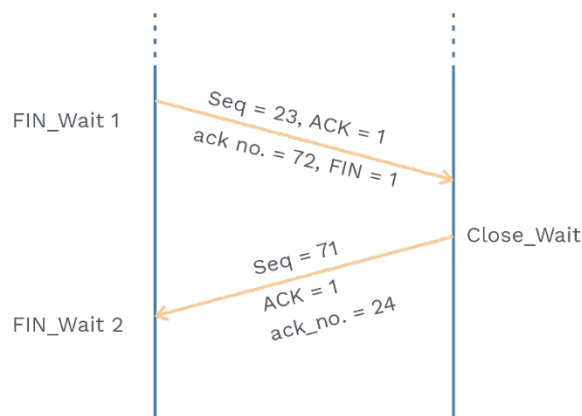 FIN_Wait 1
Seq = 23, ACK = 1
ack no. = 72, FIN = 1
Close_Wait
Seq = 71
ACK = 1
ack_no. = 24
FIN_Wait 2